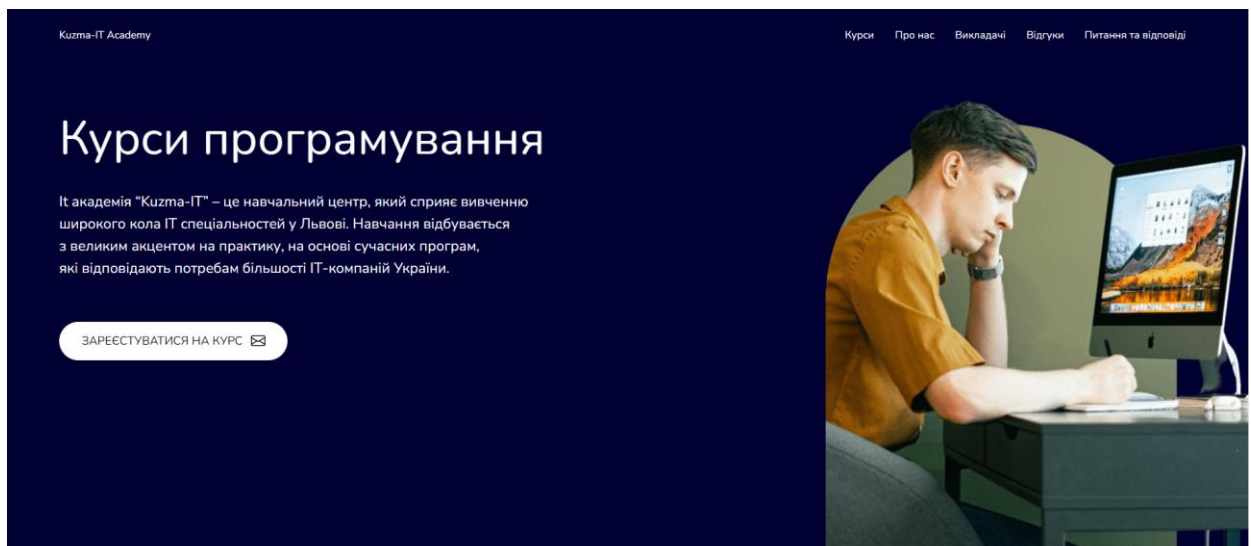 Kuzma-IT Academy
Курси Про нас Викладачі Відгуки Питання та відповіді
Курси програмування
It академія “Kuzma-IT” – це навчальний центр, який сприяє вивченню
широкого кола ІТ спеціальностей у Львові. Навчання відбувається
з великим акцентом на практику, на основі сучасних програм,
які відповідають потребам більшості ІТ-компаній України.
ЗАРЕЄСТУВАТИСЯ НА КУРС